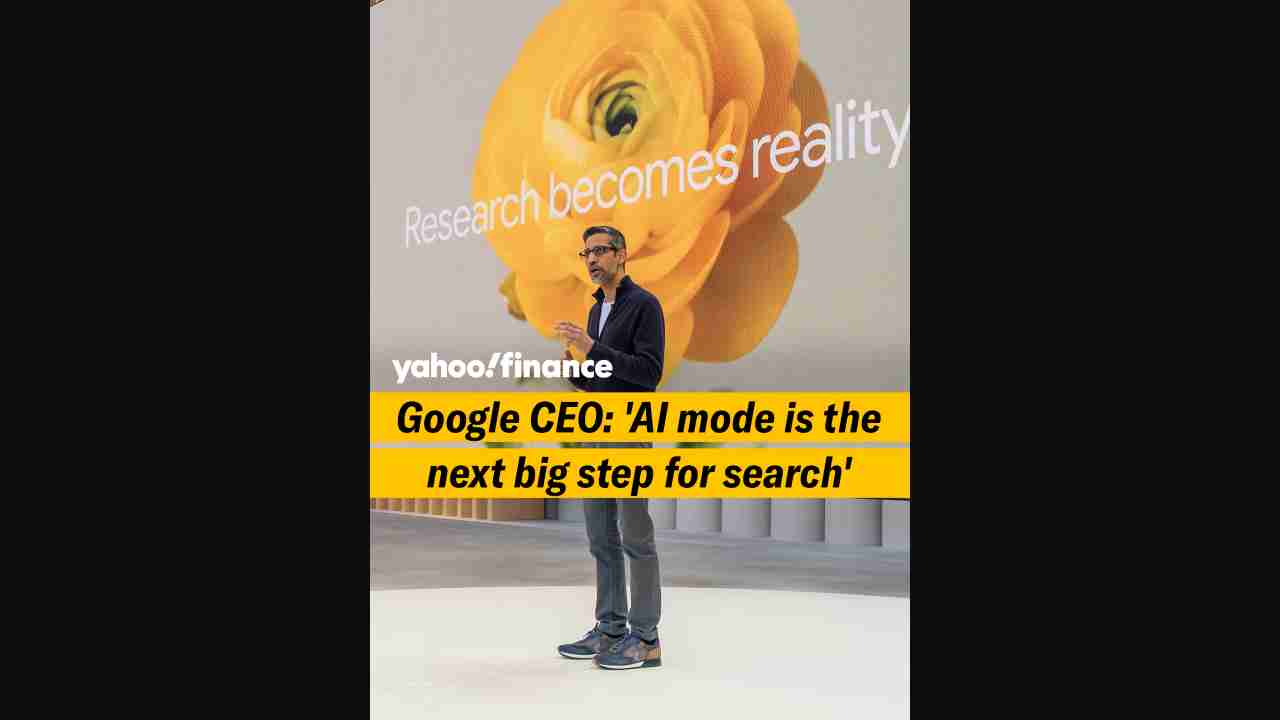 Research becomes reality
yahoo!finance
Google CEO: 'AI mode is the
next big step for search'